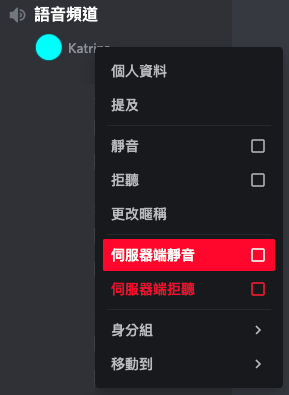 語音頻道
Katrina
個人資料
提及
靜音
拒聽
更改暱稱
伺服器端靜音
伺服器端拒聽
身分組
移動到